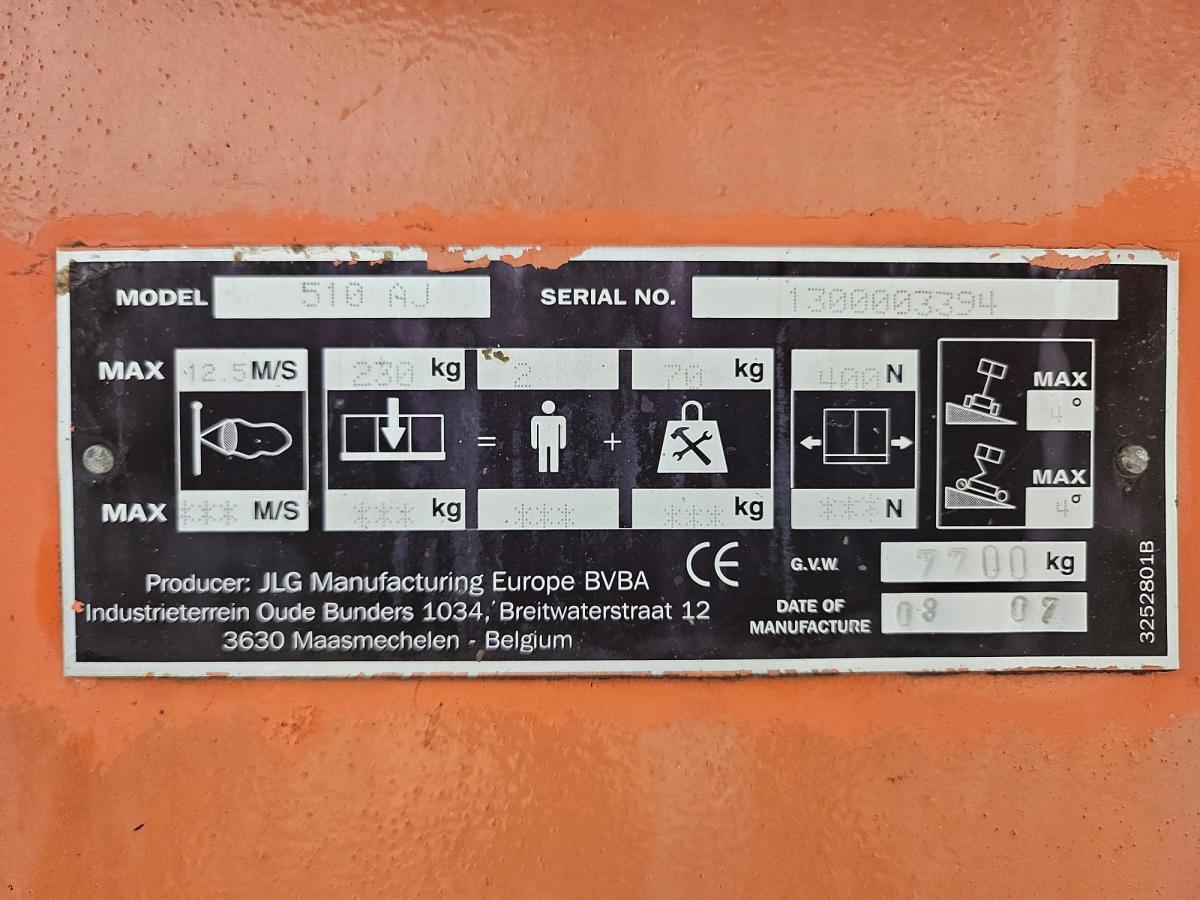 MODEL 510 AJ SERIAL NO. 1300003394
MAX 12.5 M/S 230 kg 2 70 kg 400 N MAX 4°
= +
MAX *** M/S *** kg *** *** kg *** N MAX 4°
Producer: JLG Manufacturing Europe BVBA CE G.V.W. 7700 kg
Industrieterrein Oude Bunders 1034, Breitwaterstraat 12
3630 Maasmechelen - Belgium
DATE OF
MANUFACTURE 03
3252801B